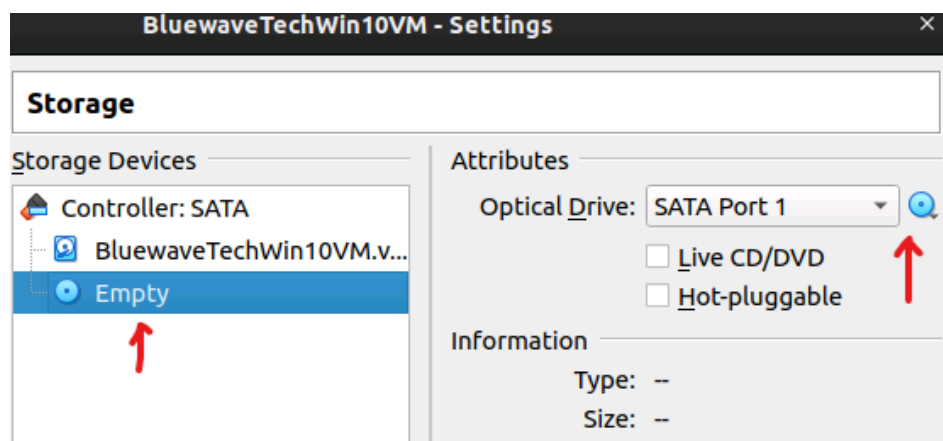 BluewaveTechWin10VM - Settings
Storage
Storage Devices
Controller: SATA
BluewaveTechWin10VM.v...
Empty
Attributes
Optical Drive: SATA Port 1
Live CD/DVD
Hot-pluggable
Information
Type: --
Size: --